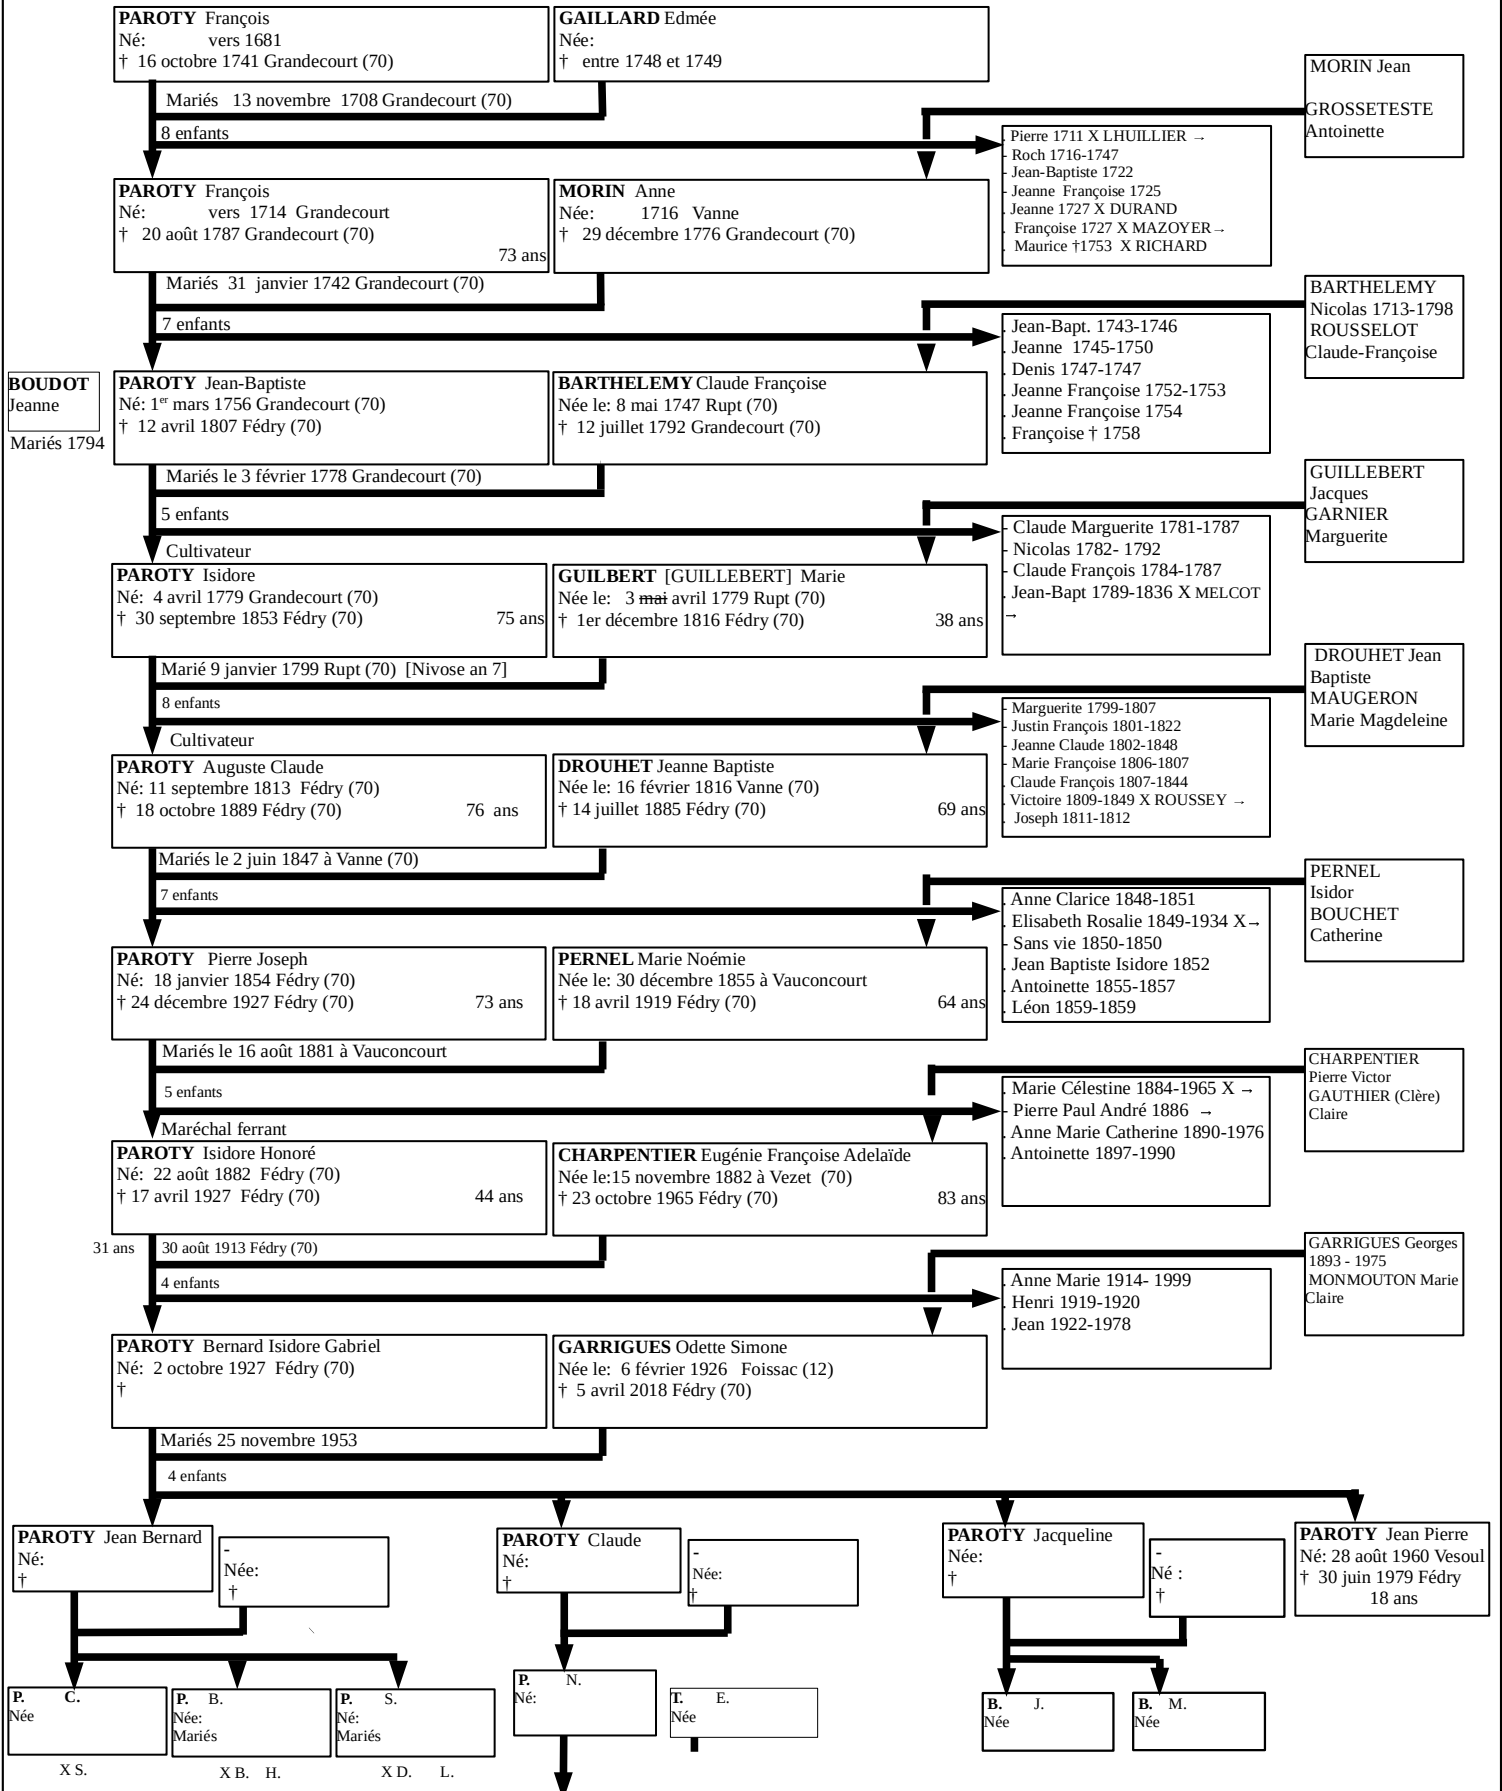 PAROTY François
Né: vers 1681
† 16 octobre 1741 Grandecourt (70)
GAILLARD Edmée
Née:
† entre 1748 et 1749
Mariés 13 novembre 1708 Grandecourt (70)
8 enfants
MORIN Jean
GROSSETESTE
Antoinette
. Pierre 1711 X LHUILLIER →
- Roch 1716-1747
- Jean-Baptiste 1722
- Jeanne Françoise 1725
. Jeanne 1727 X DURAND
. Françoise 1727 X MAZOYER→
. Maurice †1753 X RICHARD
PAROTY François
Né: vers 1714 Grandecourt
† 20 août 1787 Grandecourt (70)
73 ans
MORIN Anne
Née: 1716 Vanne
† 29 décembre 1776 Grandecourt (70)
Mariés 31 janvier 1742 Grandecourt (70)
7 enfants
BARTHELEMY
Nicolas 1713-1798
ROUSSELOT
Claude-Françoise
. Jean-Bapt. 1743-1746
. Jeanne 1745-1750
. Denis 1747-1747
. Jeanne Françoise 1752-1753
. Jeanne Françoise 1754
. Françoise † 1758
BOUDOT
Jeanne
Mariés 1794
PAROTY Jean-Baptiste
Né: 1er mars 1756 Grandecourt (70)
† 12 avril 1807 Fédry (70)
BARTHELEMY Claude Françoise
Née le: 8 mai 1747 Rupt (70)
† 12 juillet 1792 Grandecourt (70)
Mariés le 3 février 1778 Grandecourt (70)
5 enfants
Cultivateur
GUILLEBERT
Jacques
GARNIER
Marguerite
- Claude Marguerite 1781-1787
- Nicolas 1782- 1792
- Claude François 1784-1787
. Jean-Bapt 1789-1836 X MELCOT
→
PAROTY Isidore
Né: 4 avril 1779 Grandecourt (70)
† 30 septembre 1853 Fédry (70) 75 ans
GUILBERT [GUILLEBERT] Marie
Née le: 3 mai avril 1779 Rupt (70)
† 1er décembre 1816 Fédry (70) 38 ans
Marié 9 janvier 1799 Rupt (70) [Nivose an 7]
8 enfants
Cultivateur
DROUHET Jean
Baptiste
MAUGERON
Marie Magdeleine
- Marguerite 1799-1807
- Justin François 1801-1822
- Jeanne Claude 1802-1848
- Marie Françoise 1806-1807
. Claude François 1807-1844
. Victoire 1809-1849 X ROUSSEY →
. Joseph 1811-1812
PAROTY Auguste Claude
Né: 11 septembre 1813 Fédry (70)
† 18 octobre 1889 Fédry (70) 76 ans
DROUHET Jeanne Baptiste
Née le: 16 février 1816 Vanne (70)
† 14 juillet 1885 Fédry (70) 69 ans
Mariés le 2 juin 1847 à Vanne (70)
7 enfants
PERNEL
Isidor
BOUCHET
Catherine
. Anne Clarice 1848-1851
. Elisabeth Rosalie 1849-1934 X→
- Sans vie 1850-1850
. Jean Baptiste Isidore 1852
. Antoinette 1855-1857
. Léon 1859-1859
PAROTY Pierre Joseph
Né: 18 janvier 1854 Fédry (70)
† 24 décembre 1927 Fédry (70) 73 ans
PERNEL Marie Noémie
Née le: 30 décembre 1855 à Vauconcourt
† 18 avril 1919 Fédry (70) 64 ans
Mariés le 16 août 1881 à Vauconcourt
5 enfants
Maréchal ferrant
CHARPENTIER
Pierre Victor
GAUTHIER (Clère)
Claire
. Marie Célestine 1884-1965 X →
- Pierre Paul André 1886 →
. Anne Marie Catherine 1890-1976
. Antoinette 1897-1990
PAROTY Isidore Honoré
Né: 22 août 1882 Fédry (70)
† 17 avril 1927 Fédry (70) 44 ans
CHARPENTIER Eugénie Françoise Adelaïde
Née le:15 novembre 1882 à Vezet (70)
† 23 octobre 1965 Fédry (70) 83 ans
31 ans
30 août 1913 Fédry (70)
4 enfants
GARRIGUES Georges
1893 - 1975
MONMOUTON Marie
Claire
. Anne Marie 1914- 1999
. Henri 1919-1920
. Jean 1922-1978
PAROTY Bernard Isidore Gabriel
Né: 2 octobre 1927 Fédry (70)
†
GARRIGUES Odette Simone
Née le: 6 février 1926 Foissac (12)
† 5 avril 2018 Fédry (70)
Mariés 25 novembre 1953
4 enfants
PAROTY Jean Bernard
Né:
†
-
Née:
†
PAROTY Claude
Né:
†
-
Née:
†
PAROTY Jacqueline
Née:
†
-
Né :
†
PAROTY Jean Pierre
Né: 28 août 1960 Vesoul
† 30 juin 1979 Fédry
18 ans
P. C.
Née
X S.
P. B.
Née:
Mariés
X B. H.
P. S.
Né:
Mariés
X D. L.
P. N.
Né:
T. E.
Née
B. J.
Née
B. M.
Née